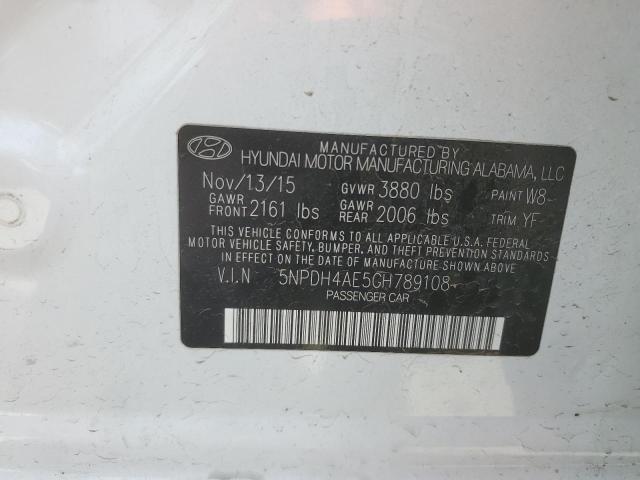 MANUFACTURED BY
HYUNDAI MOTOR MANUFACTURING ALABAMA, LLC
Nov/13/15 GVWR 3880 lbs PAINT W8-
GAWR FRONT 2161 lbs GAWR REAR 2006 lbs TRIM YF-
THIS VEHICLE CONFORMS TO ALL APPLICABLE U.S.A. FEDERAL
MOTOR VEHICLE SAFETY, BUMPER, AND THEFT PREVENTION STANDARDS
IN EFFECT ON THE DATE OF MANUFACTURE SHOWN ABOVE.
V.I.N 5NPDH4AE5GH789108
PASSENGER CAR